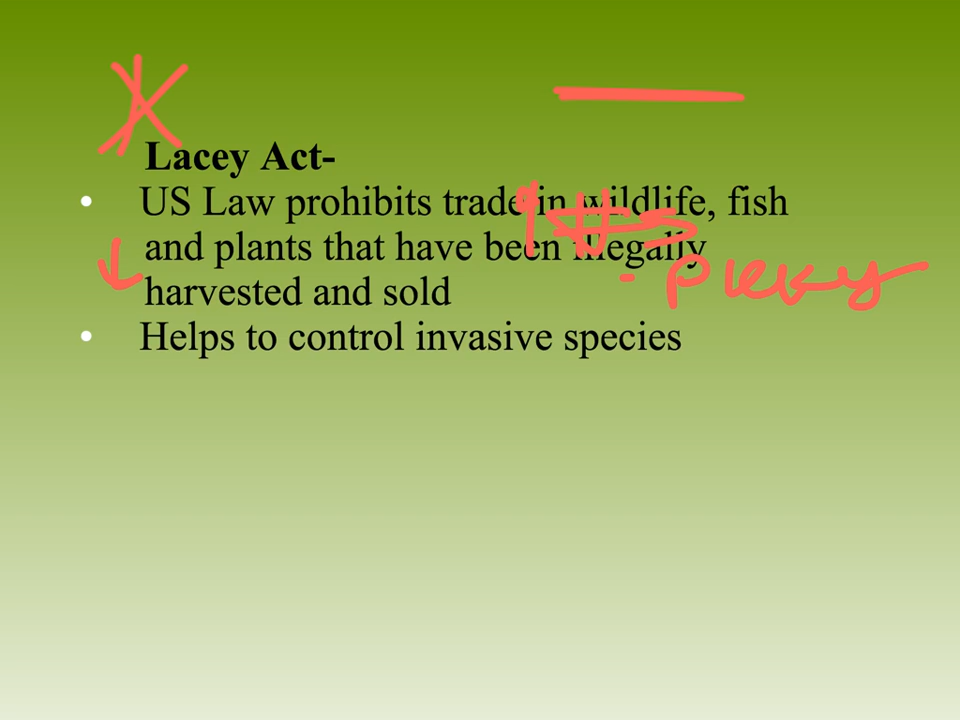 Lacey Act-
• US Law prohibits trade in wildlife, fish
and plants that have been illegally
harvested and sold
• Helps to control invasive species